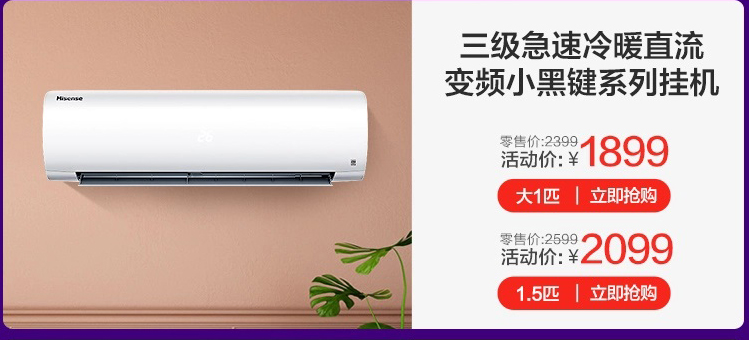 Hisense
三级急速冷暖直流
变频小黑键系列挂机
零售价:2399
活动价:¥1899
大1匹 | 立即抢购
零售价:2599
活动价:¥2099
1.5匹 | 立即抢购